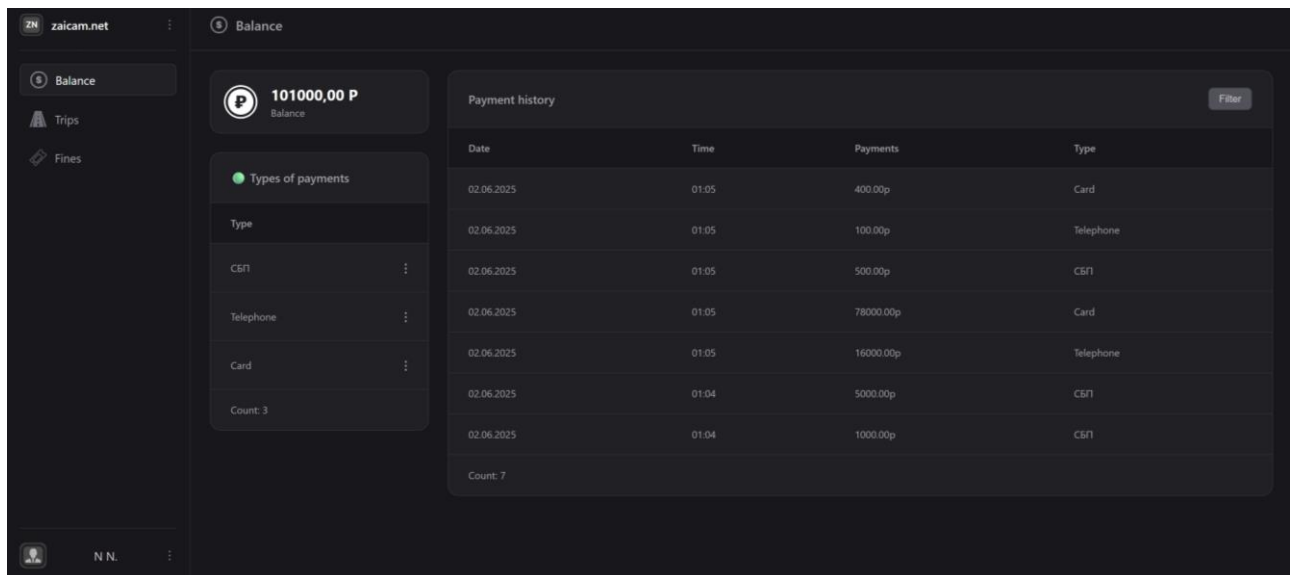 ZN zaicam.net
Balance
Balance
Trips
Fines
₽ 101000,00 Р
Balance
Types of payments
Type
СБП
Telephone
Card
Count: 3
Payment history Filter
Date Time Payments Type
02.06.2025 01:05 400.00р Card
02.06.2025 01:05 100.00р Telephone
02.06.2025 01:05 500.00р СБП
02.06.2025 01:05 78000.00р Card
02.06.2025 01:05 16000.00р Telephone
02.06.2025 01:04 5000.00р СБП
02.06.2025 01:04 1000.00р СБП
Count: 7
N N.